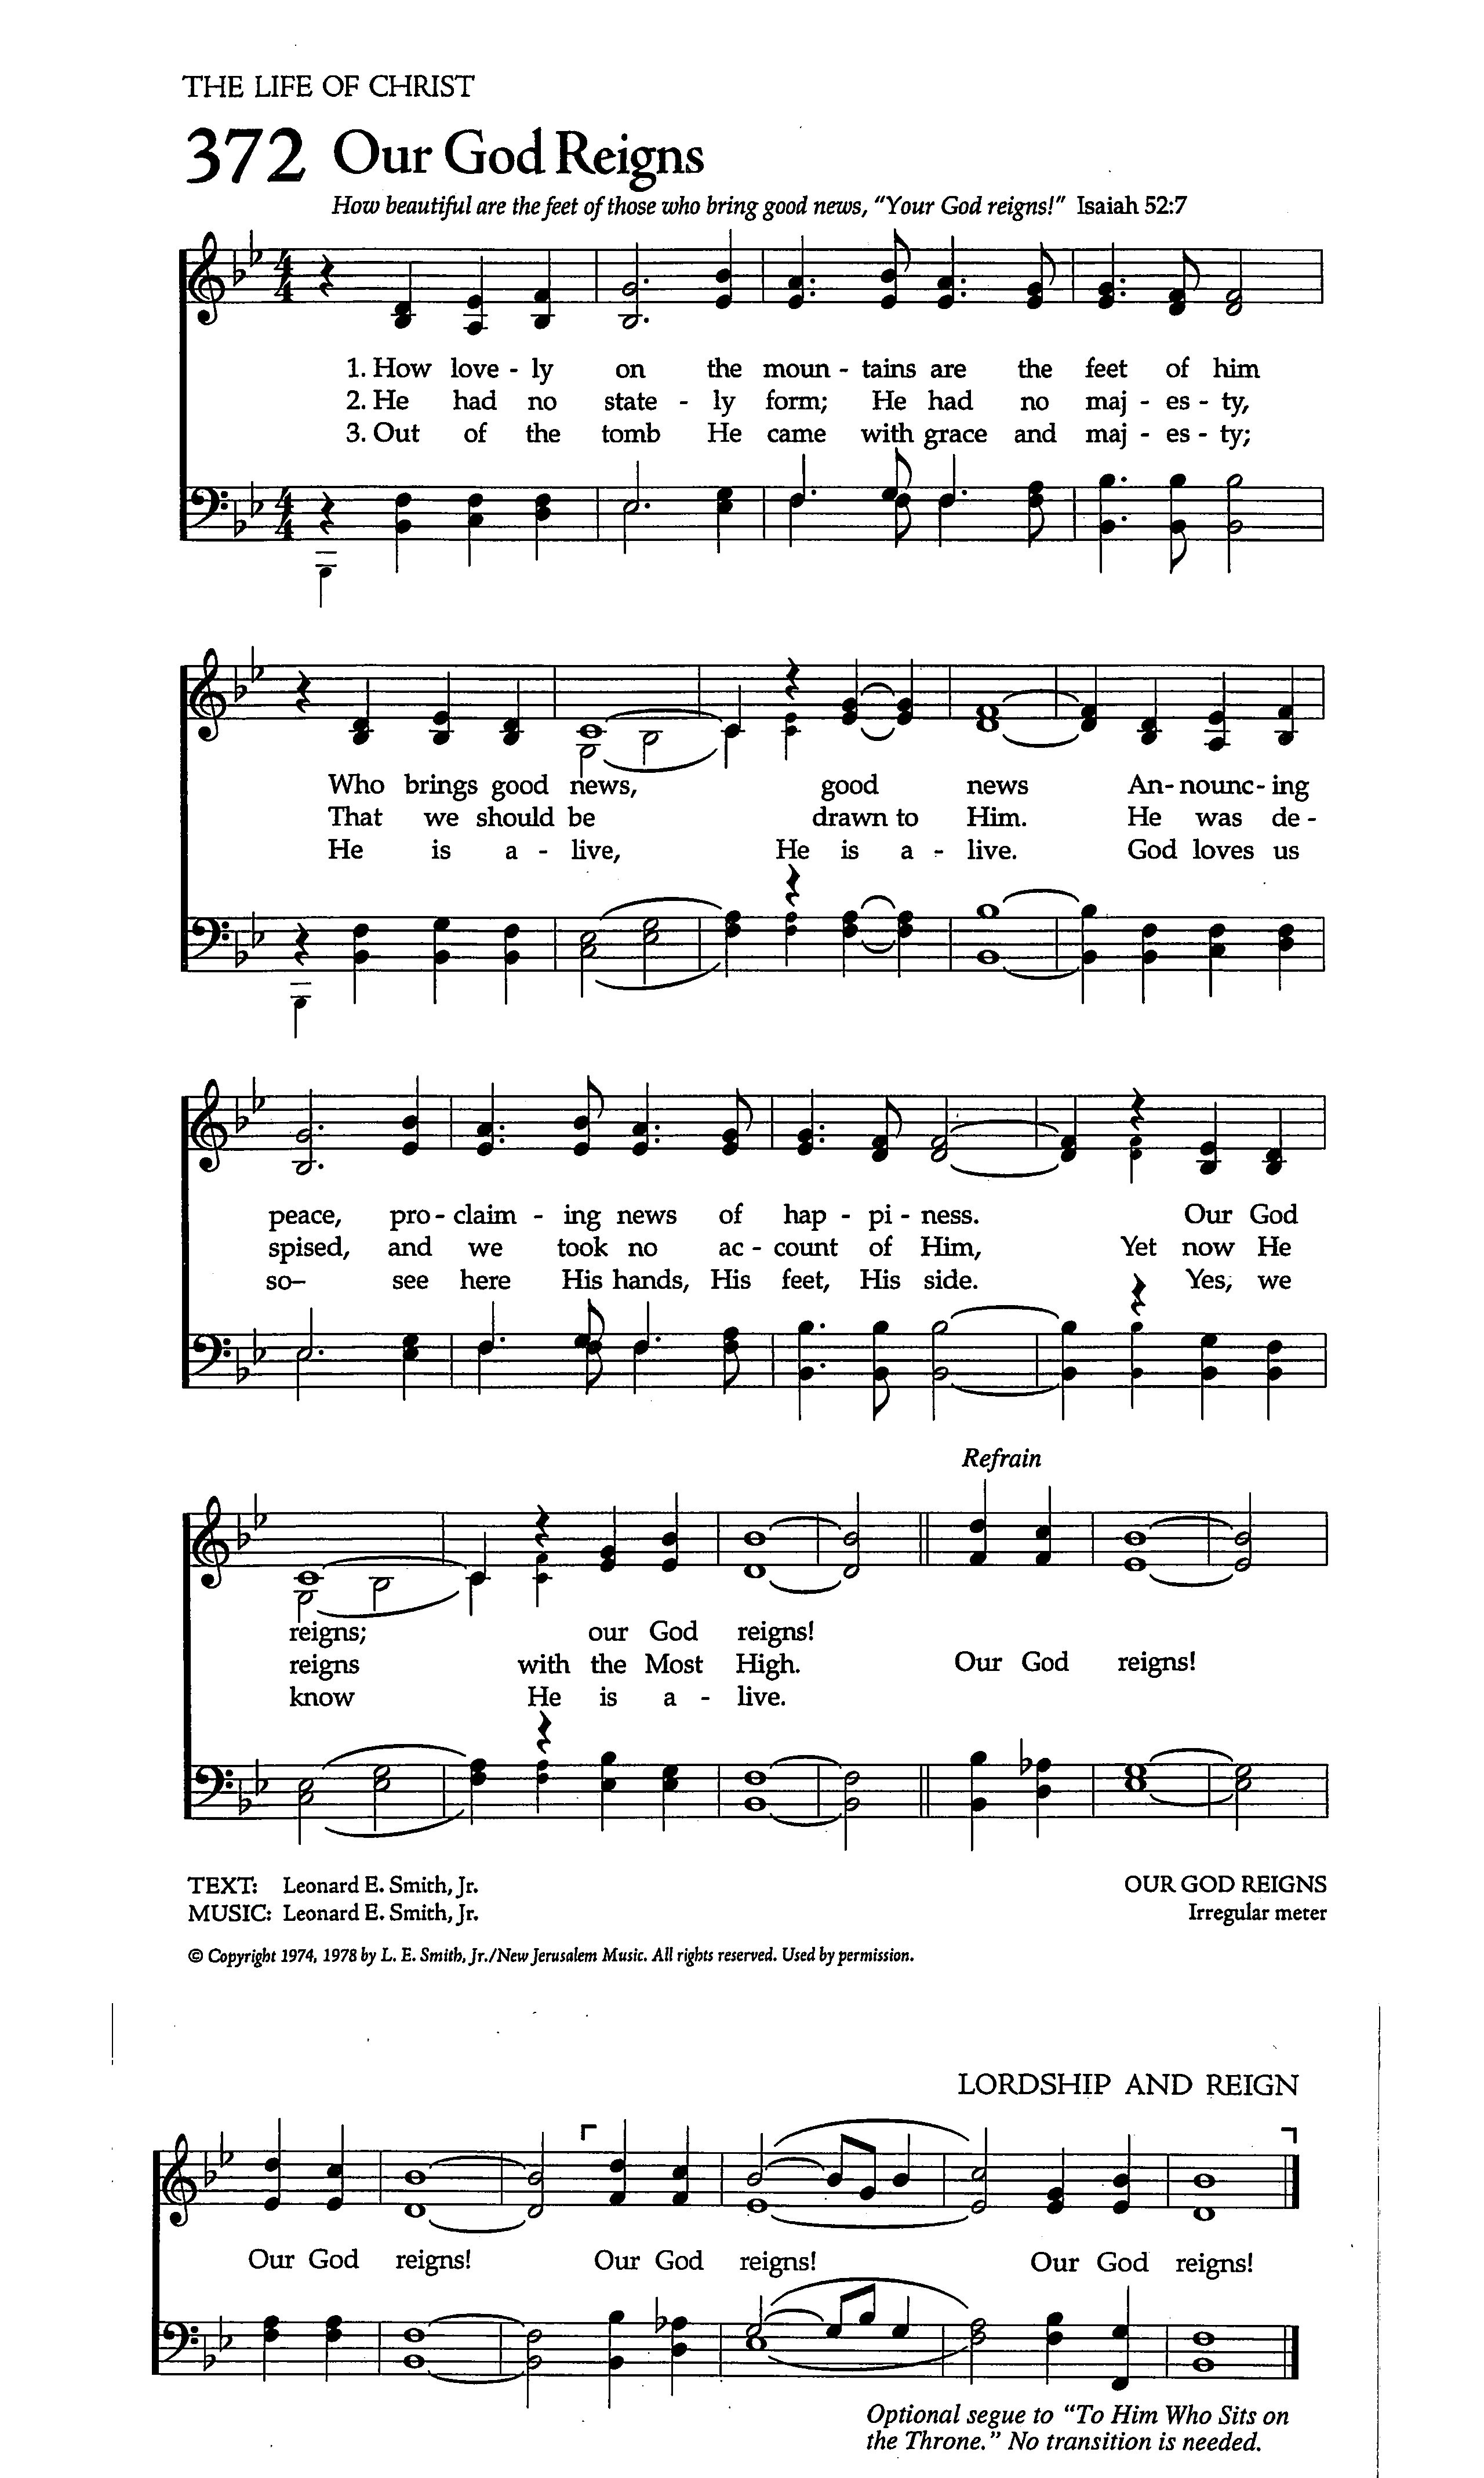 THE LIFE OF CHRIST
372 Our God Reigns
How beautiful are the feet of those who bring good news, "Your God reigns!" Isaiah 52:7
1. How love - ly on the moun - tains are the feet of him
2. He had no state - ly form; He had no maj - es - ty,
3. Out of the tomb He came with grace and maj - es - ty;
Who brings good news, good news An - nounc - ing
That we should be drawn to Him. He was de -
He is a - live, He is a - live. God loves us
peace, pro - claim - ing news of hap - pi - ness. Our God
spised, and we took no ac - count of Him, Yet now He
so– see here His hands, His feet, His side. Yes, we
Refrain
reigns; our God reigns!
reigns with the Most High. Our God reigns!
know He is a - live.
TEXT: Leonard E. Smith, Jr. OUR GOD REIGNS
MUSIC: Leonard E. Smith, Jr. Irregular meter
© Copyright 1974, 1978 by L. E. Smith, Jr./New Jerusalem Music. All rights reserved. Used by permission.
LORDSHIP AND REIGN
Our God reigns! Our God reigns! Our God reigns!
Optional segue to "To Him Who Sits on
the Throne." No transition is needed.